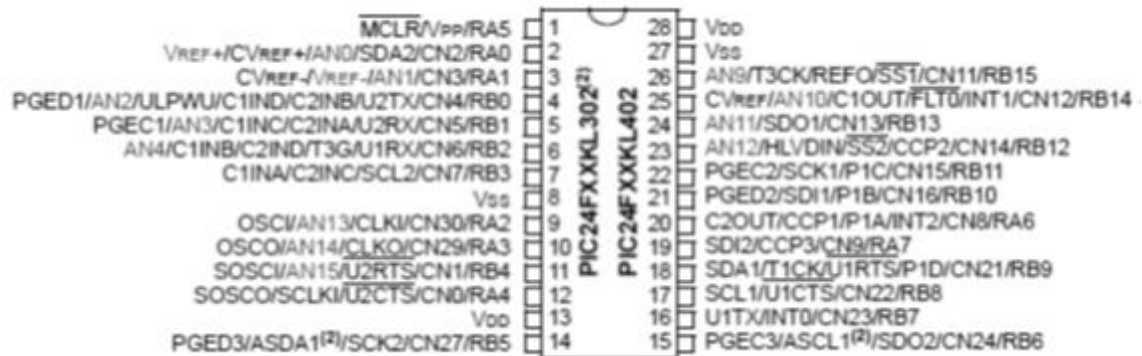 MCLR/VPP/RA5 1 28 VDD
VREF+/CVREF+/AN0/SDA2/CN2/RA0 2 27 VSS
CVREF-/VREF-/AN1/CN3/RA1 3 26 AN9/T3CK/REFO/SS1/CN11/RB15
PGED1/AN2/ULPWU/C1IND/C2INB/U2TX/CN4/RB0 4 25 CVREF/AN10/C1OUT/FLT0/INT1/CN12/RB14
PGEC1/AN3/C1INC/C2INA/U2RX/CN5/RB1 5 24 AN11/SDO1/CN13/RB13
AN4/C1INB/C2IND/T3G/U1RX/CN6/RB2 6 23 AN12/HLVDIN/SS2/CCP2/CN14/RB12
C1INA/C2INC/SCL2/CN7/RB3 7 22 PGEC2/SCK1/P1C/CN15/RB11
VSS 8 21 PGED2/SDI1/P1B/CN16/RB10
OSCI/AN13/CLKI/CN30/RA2 9 20 C2OUT/CCP1/P1A/INT2/CN8/RA6
OSCO/AN14/CLKO/CN29/RA3 10 19 SDI2/CCP3/CN9/RA7
SOSCI/AN15/U2RTS/CN1/RB4 11 18 SDA1/T1CK/U1RTS/P1D/CN21/RB9
SOSCO/SCLKI/U2CTS/CN0/RA4 12 17 SCL1/U1CTS/CN22/RB8
VDD 13 16 U1TX/INT0/CN23/RB7
PGED3/ASDA1(2)/SCK2/CN27/RB5 14 15 PGEC3/ASCL1(2)/SDO2/CN24/RB6
PIC24FXXKL302(2)
PIC24FXXKL402